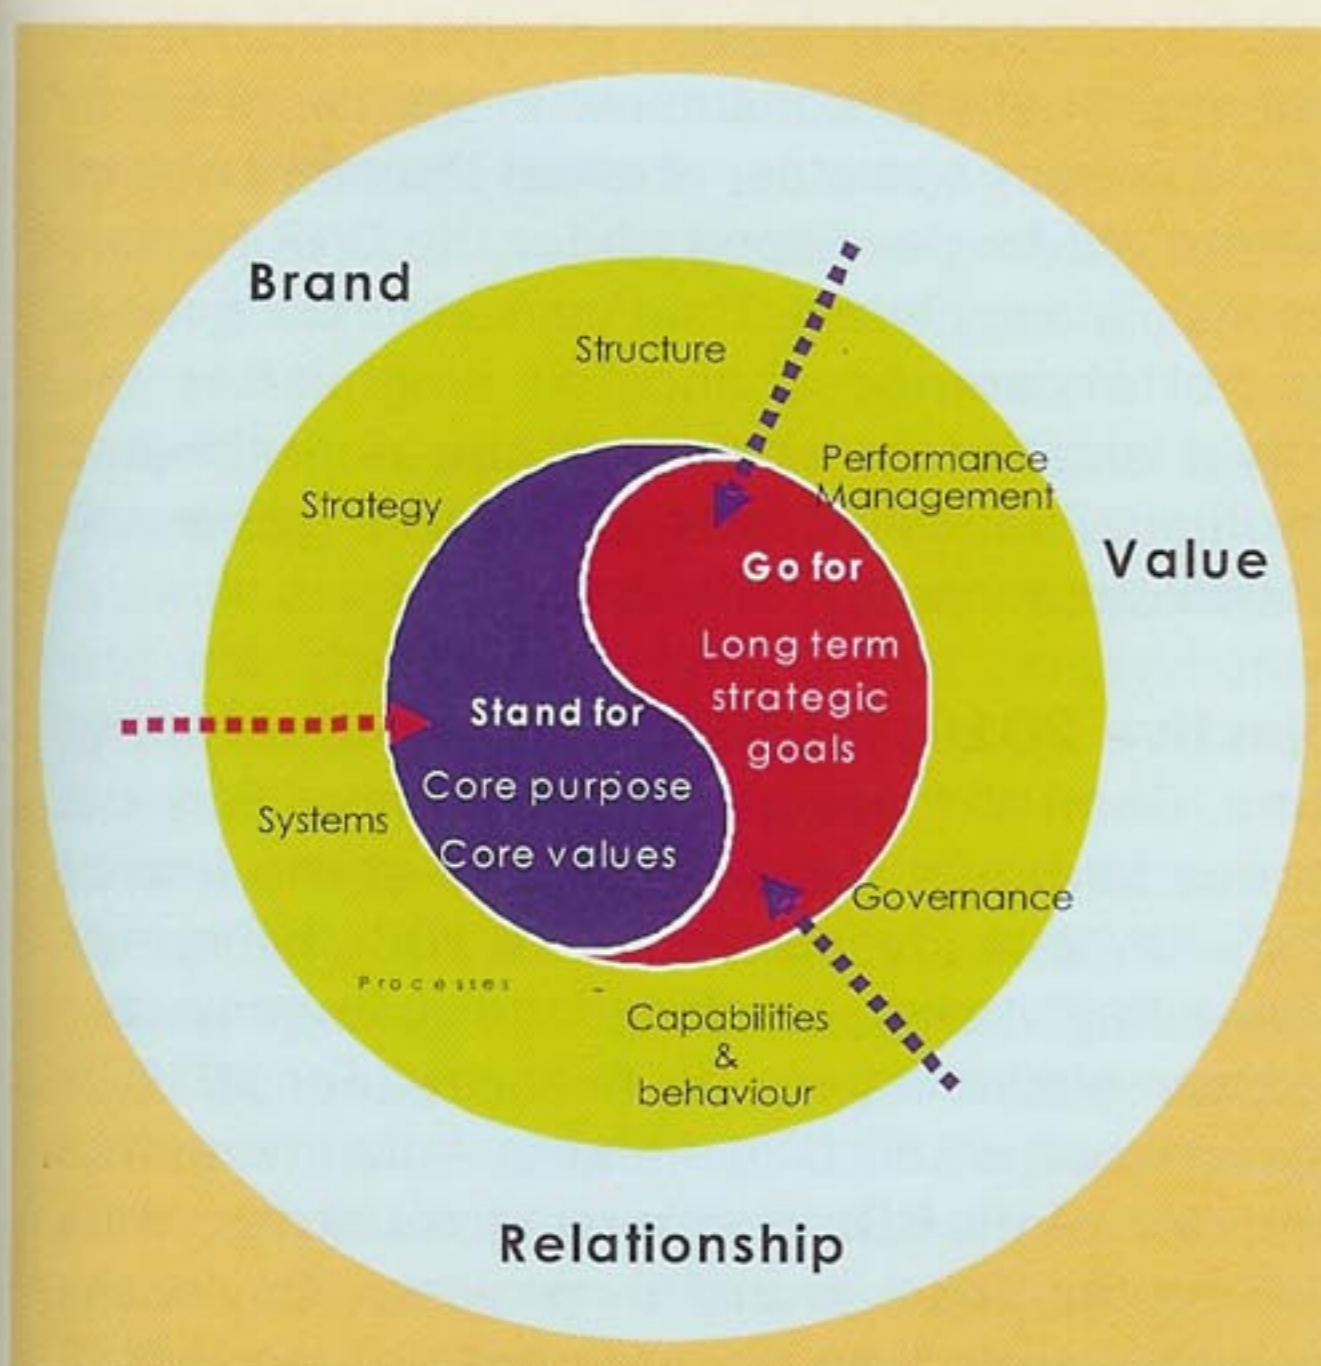 Brand
Structure
Performance
Management
Strategy
Value
Go for
Long term
strategic
goals
Stand for
Core purpose
Core values
Systems
Governance
Processes
Capabilities
&
behaviour
Relationship